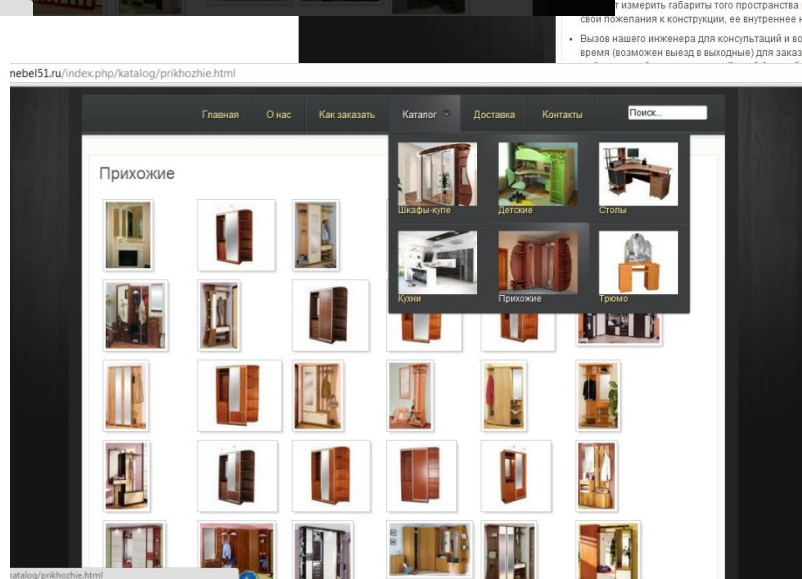 т измерить габариты того пространства
свои пожелания к конструкции, ее внутреннее
Вызов нашего инженера для консультаций и
время (возможен выезд в выходные) для заказ
mebel51.ru/index.php/katalog/prikhozhie.html
Главная О нас Как заказать Каталог Доставка Контакты Поиск...
Прихожие
Шкафы-купе Детские Столы
Кухни Прихожие Трюмо
katalog/prikhozhie.html